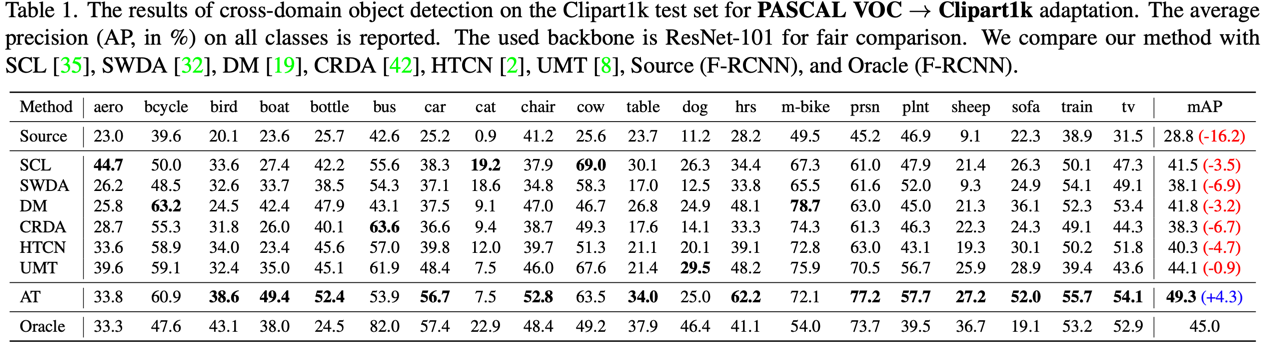 Table 1. The results of cross-domain object detection on the Clipart1k test set for PASCAL VOC → Clipart1k adaptation. The average
precision (AP, in %) on all classes is reported. The used backbone is ResNet-101 for fair comparison. We compare our method with
SCL [35], SWDA [32], DM [19], CRDA [42], HTCN [2], UMT [8], Source (F-RCNN), and Oracle (F-RCNN).
Method aero bcycle bird boat bottle bus car cat chair cow table dog hrs m-bike prsn plnt sheep sofa train tv mAP
Source 23.0 39.6 20.1 23.6 25.7 42.6 25.2 0.9 41.2 25.6 23.7 11.2 28.2 49.5 45.2 46.9 9.1 22.3 38.9 31.5 28.8 (-16.2)
SCL 44.7 50.0 33.6 27.4 42.2 55.6 38.3 19.2 37.9 69.0 30.1 26.3 34.4 67.3 61.0 47.9 21.4 26.3 50.1 47.3 41.5 (-3.5)
SWDA 26.2 48.5 32.6 33.7 38.5 54.3 37.1 18.6 34.8 58.3 17.0 12.5 33.8 65.5 61.6 52.0 9.3 24.9 54.1 49.1 38.1 (-6.9)
DM 25.8 63.2 24.5 42.4 47.9 43.1 37.5 9.1 47.0 46.7 26.8 24.9 48.1 78.7 63.0 45.0 21.3 36.1 52.3 53.4 41.8 (-3.2)
CRDA 28.7 55.3 31.8 26.0 40.1 63.6 36.6 9.4 38.7 49.3 17.6 14.1 33.3 74.3 61.3 46.3 22.3 24.3 49.1 44.3 38.3 (-6.7)
HTCN 33.6 58.9 34.0 23.4 45.6 57.0 39.8 12.0 39.7 51.3 21.1 20.1 39.1 72.8 63.0 43.1 19.3 30.1 50.2 51.8 40.3 (-4.7)
UMT 39.6 59.1 32.4 35.0 45.1 61.9 48.4 7.5 46.0 67.6 21.4 29.5 48.2 75.9 70.5 56.7 25.9 28.9 39.4 43.6 44.1 (-0.9)
AT 33.8 60.9 38.6 49.4 52.4 53.9 56.7 7.5 52.8 63.5 34.0 25.0 62.2 72.1 77.2 57.7 27.2 52.0 55.7 54.1 49.3 (+4.3)
Oracle 33.3 47.6 43.1 38.0 24.5 82.0 57.4 22.9 48.4 49.2 37.9 46.4 41.1 54.0 73.7 39.5 36.7 19.1 53.2 52.9 45.0